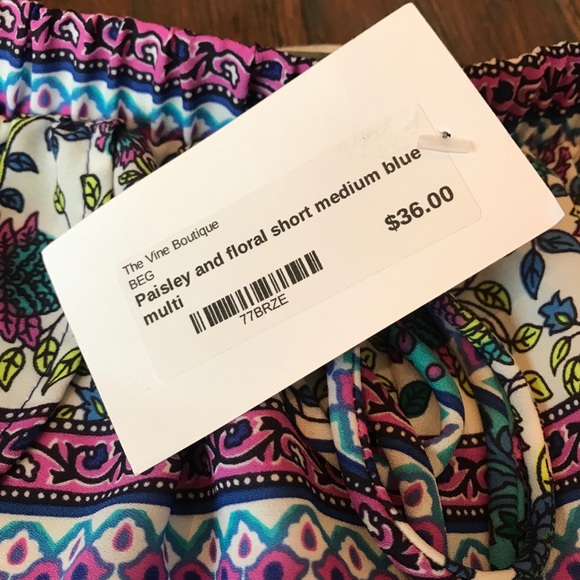 The Vine Boutique
BEG
Paisley and floral short medium blue
multi
$36.00
77BRZE